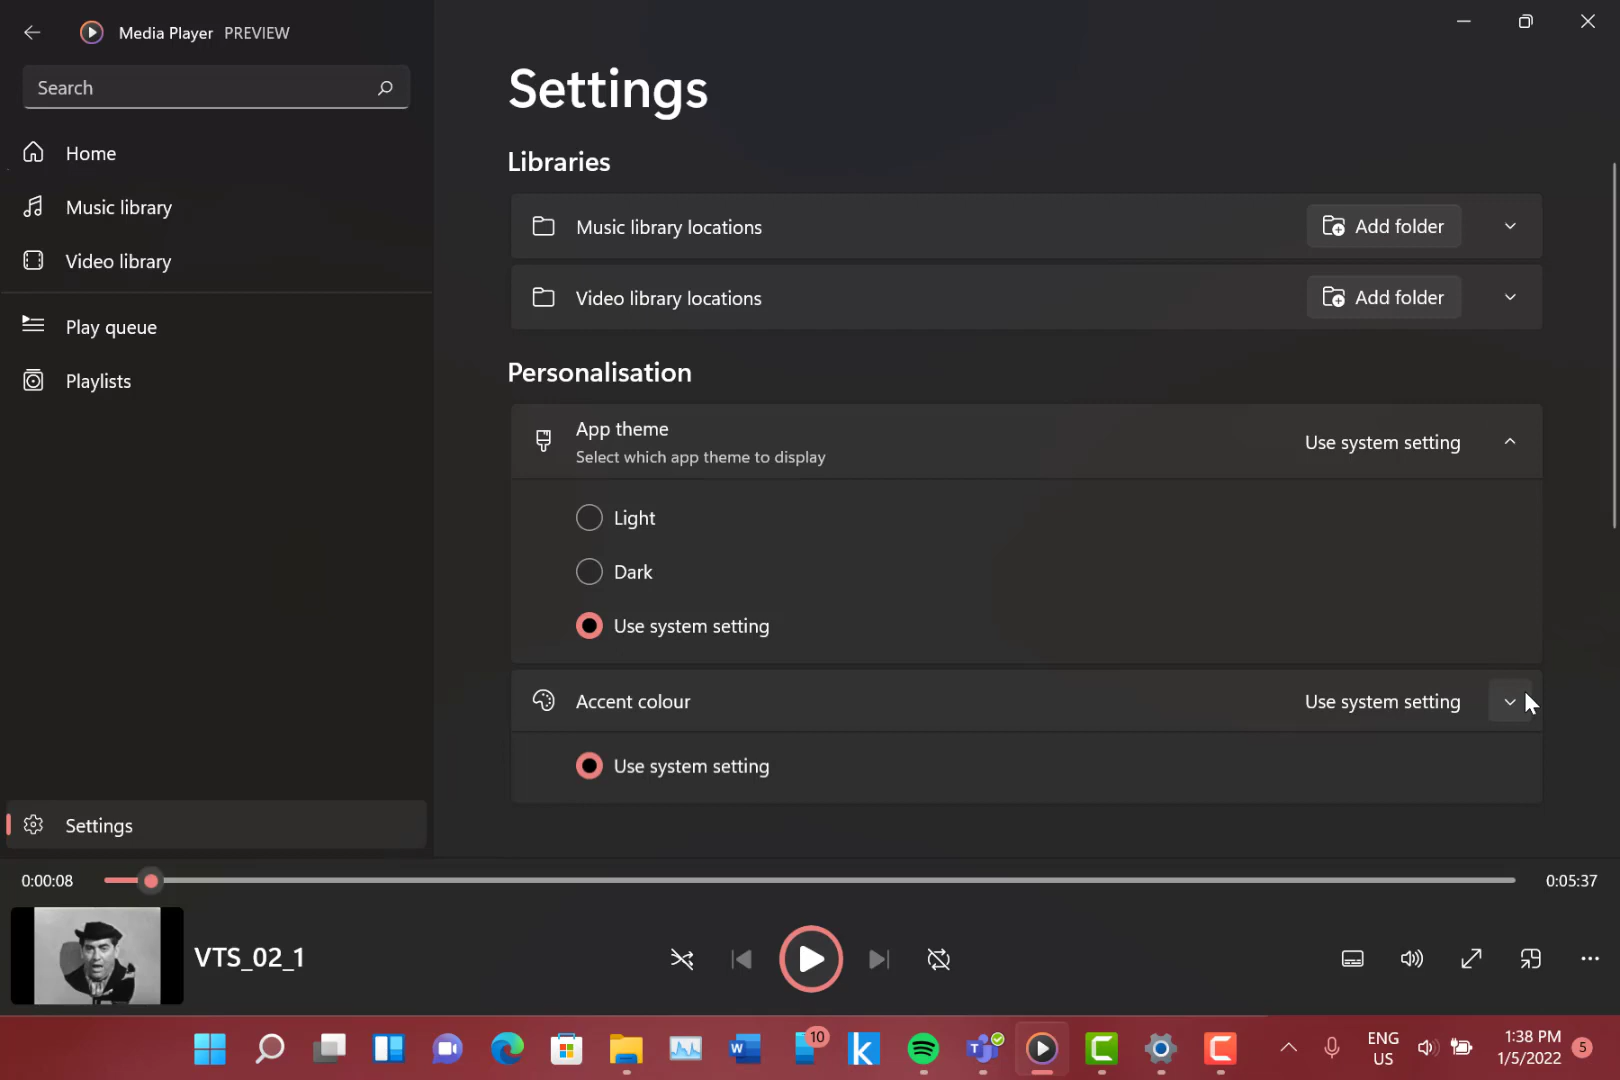 Media Player PREVIEW
Search
Home
Music library
Video library
Play queue
Playlists
Settings
Settings
Libraries
Music library locations
Add folder
Video library locations
Add folder
Personalisation
App theme
Select which app theme to display
Use system setting
Light
Dark
Use system setting
Accent colour
Use system setting
Use system setting
0:00:08
0:05:37
VTS_02_1
10
ENG
US
1:38 PM
1/5/2022
5